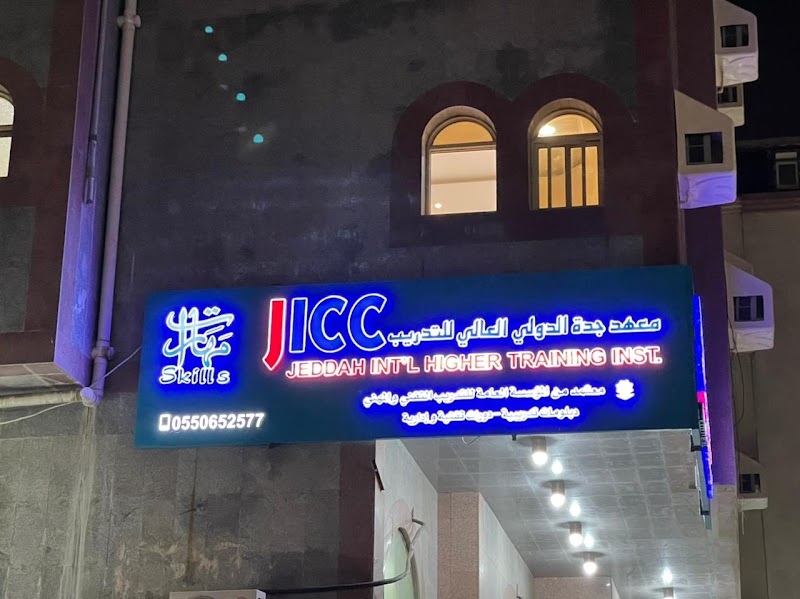 مهارات
Skills
0550652577
JICC
معهد جدة الدولي العالي للتدريب
JEDDAH INT'L HIGHER TRAINING INST.
معتمد من المؤسسة العامة للتدريب التقني والمهني
دبلومات تدريبية - دورات تقنية وإدارية